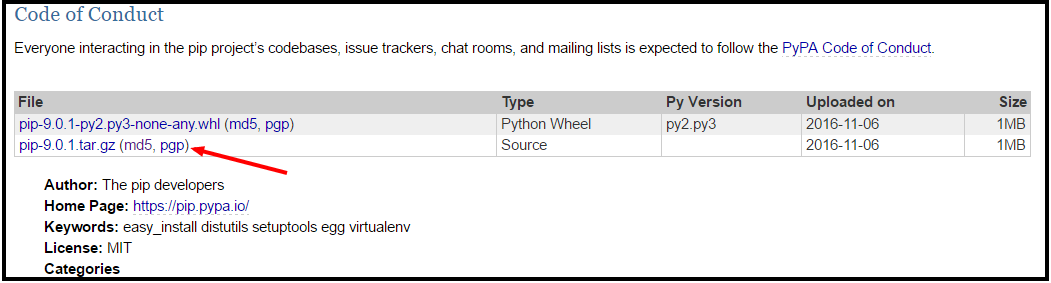 Code of Conduct
Everyone interacting in the pip project's codebases, issue trackers, chat rooms, and mailing lists is expected to follow the PyPA Code of Conduct.
File Type Py Version Uploaded on Size
pip-9.0.1-py2.py3-none-any.whl (md5, pgp) Python Wheel py2.py3 2016-11-06 1MB
pip-9.0.1.tar.gz (md5, pgp) Source 2016-11-06 1MB
Author: The pip developers
Home Page: https://pip.pypa.io/
Keywords: easy_install distutils setuptools egg virtualenv
License: MIT
Categories